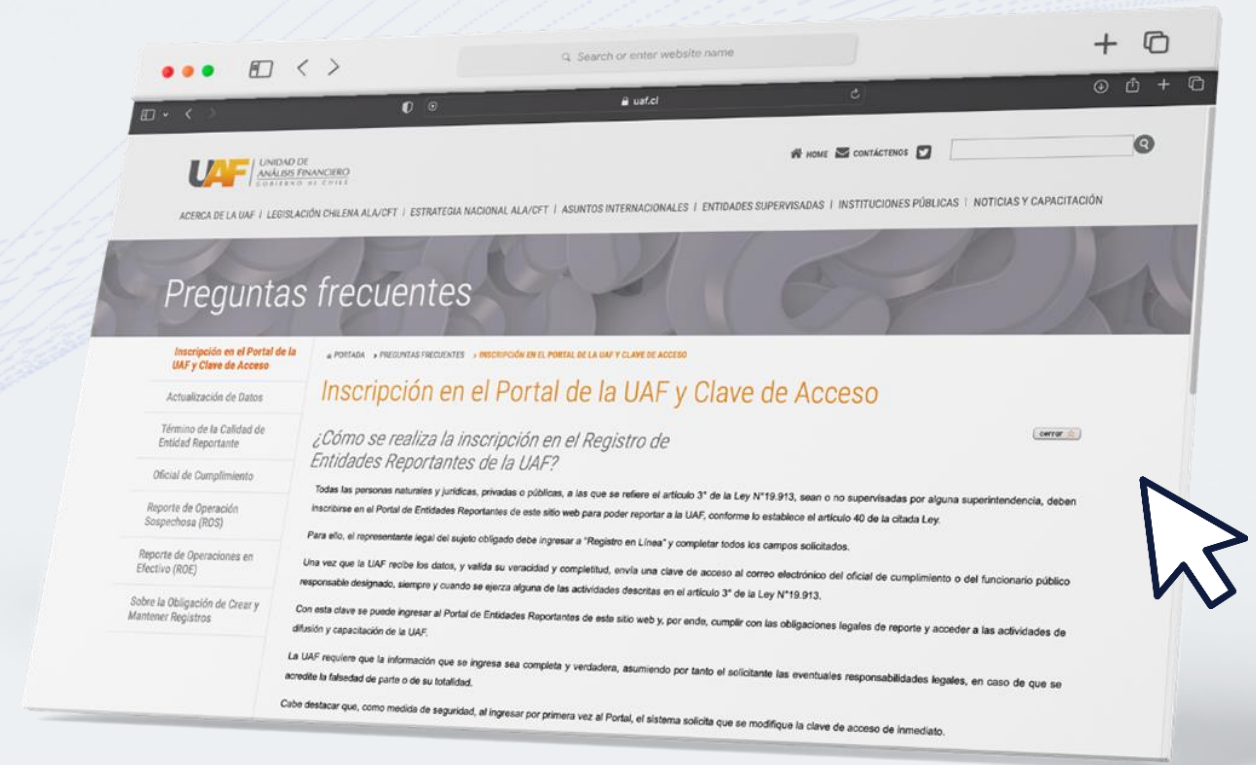 Search or enter website name
uaf.cl
HOME CONTÁCTENOS
UAF UNIDAD DE
ANÁLISIS FINANCIERO
GOBIERNO DE CHILE
ACERCA DE LA UAF | LEGISLACIÓN CHILENA ALA/CFT | ESTRATEGIA NACIONAL ALA/CFT | ASUNTOS INTERNACIONALES | ENTIDADES SUPERVISADAS | INSTITUCIONES PÚBLICAS | NOTICIAS Y CAPACITACIÓN
Preguntas frecuentes
Inscripción en el Portal de la
UAF y Clave de Acceso
Actualización de Datos
Término de la Calidad de
Entidad Reportante
Oficial de Cumplimiento
Reporte de Operación
Sospechosa (ROS)
Reporte de Operaciones en
Efectivo (ROE)
Sobre la Obligación de Crear y
Mantener Registros
PORTADA PREGUNTAS FRECUENTES INSCRIPCIÓN EN EL PORTAL DE LA UAF Y CLAVE DE ACCESO
Inscripción en el Portal de la UAF y Clave de Acceso
cerrar
¿Cómo se realiza la inscripción en el Registro de
Entidades Reportantes de la UAF?
Todas las personas naturales y jurídicas, privadas o públicas, a las que se refiere el artículo 3° de la Ley N°19.913, sean o no supervisadas por alguna superintendencia, deben
inscribirse en el Portal de Entidades Reportantes de este sitio web para poder reportar a la UAF, conforme lo establece el artículo 40 de la citada Ley.
Para ello, el representante legal del sujeto obligado debe ingresar a "Registro en Línea" y completar todos los campos solicitados.
Una vez que la UAF recibe los datos, y valida su veracidad y completitud, envía una clave de acceso al correo electrónico del oficial de cumplimiento o del funcionario público
responsable designado, siempre y cuando se ejerza alguna de las actividades descritas en el artículo 3° de la Ley N°19.913.
Con esta clave se puede ingresar al Portal de Entidades Reportantes de este sitio web y, por ende, cumplir con las obligaciones legales de reporte y acceder a las actividades de
difusión y capacitación de la UAF.
La UAF requiere que la información que se ingresa sea completa y verdadera, asumiendo por tanto el solicitante las eventuales responsabilidades legales, en caso de que se
acredite la falsedad de parte o de su totalidad.
Cabe destacar que, como medida de seguridad, al ingresar por primera vez al Portal, el sistema solicita que se modifique la clave de acceso de inmediato.